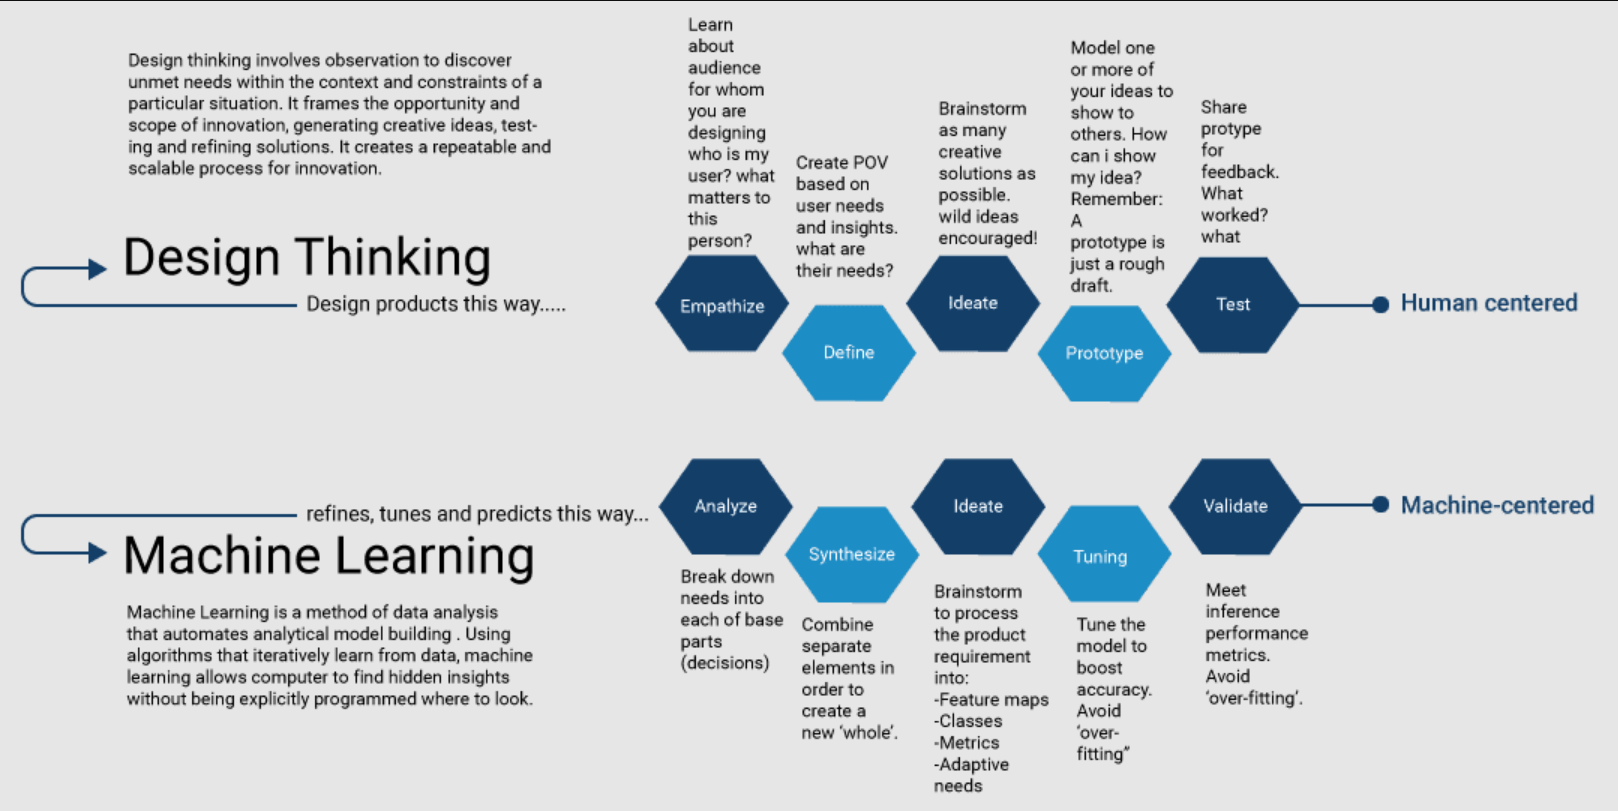 Design thinking involves observation to discover
unmet needs within the context and constraints of a
particular situation. It frames the opportunity and
scope of innovation, generating creative ideas, test-
ing and refining solutions. It creates a repeatable and
scalable process for innovation.
Design Thinking
Design products this way.....
Learn
about
audience
for whom
you are
designing
who is my
user? what
matters to
this
person?
Empathize
Create POV
based on
user needs
and insights.
what are
their needs?
Define
Brainstorm
as many
creative
solutions as
possible.
wild ideas
encouraged!
Ideate
Model one
or more of
your ideas to
show to
others. How
can i show
my idea?
Remember:
A
prototype is
just a rough
draft.
Prototype
Share
protype
for
feedback.
What
worked?
what
Test
Human centered
refines, tunes and predicts this way...
Machine Learning
Machine Learning is a method of data analysis
that automates analytical model building . Using
algorithms that iteratively learn from data, machine
learning allows computer to find hidden insights
without being explicitly programmed where to look.
Analyze
Break down
needs into
each of base
parts
(decisions)
Synthesize
Combine
separate
elements in
order to
create a
new ‘whole’.
Ideate
Brainstorm
to process
the product
requirement
into:
-Feature maps
-Classes
-Metrics
-Adaptive
needs
Tuning
Tune the
model to
boost
accuracy.
Avoid
‘over-
fitting”
Validate
Meet
inference
performance
metrics.
Avoid
‘over-fitting’.
Machine-centered